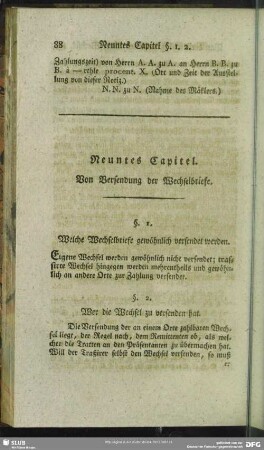 88 Neuntes Capitel §. 1. 2.
Zahlungszeit) von Herrn A. A. zu A. an Herrn B. B. zu
B. à — rthlr procent. X. (Ort und Zeit der Ausstel-
lung von dieser Notiz.)
N. N. zu N. (Nahme des Mäklers.)
Neuntes Capitel.
Von Versendung der Wechselbriefe.
§. 1.
Welche Wechselbriefe gewöhnlich versendet werden.
Eigene Wechsel werden gewöhnlich nicht versendet; tras-
sirte Wechsel hingegen werden mehrentheils und gewöhn-
lich an andere Orte zur Zahlung versendet.
§. 2.
Wer die Wechsel zu versenden hat.
Die Versendung der an einem Orte zahlbaren Wech-
sel liegt, der Regel nach, dem Remittenten ob, als wel-
cher die Tratten an den Präsentanten zu übermachen hat.
Will der Trassirer selbst den Wechsel versenden, so muß
er
SLUB
DFG